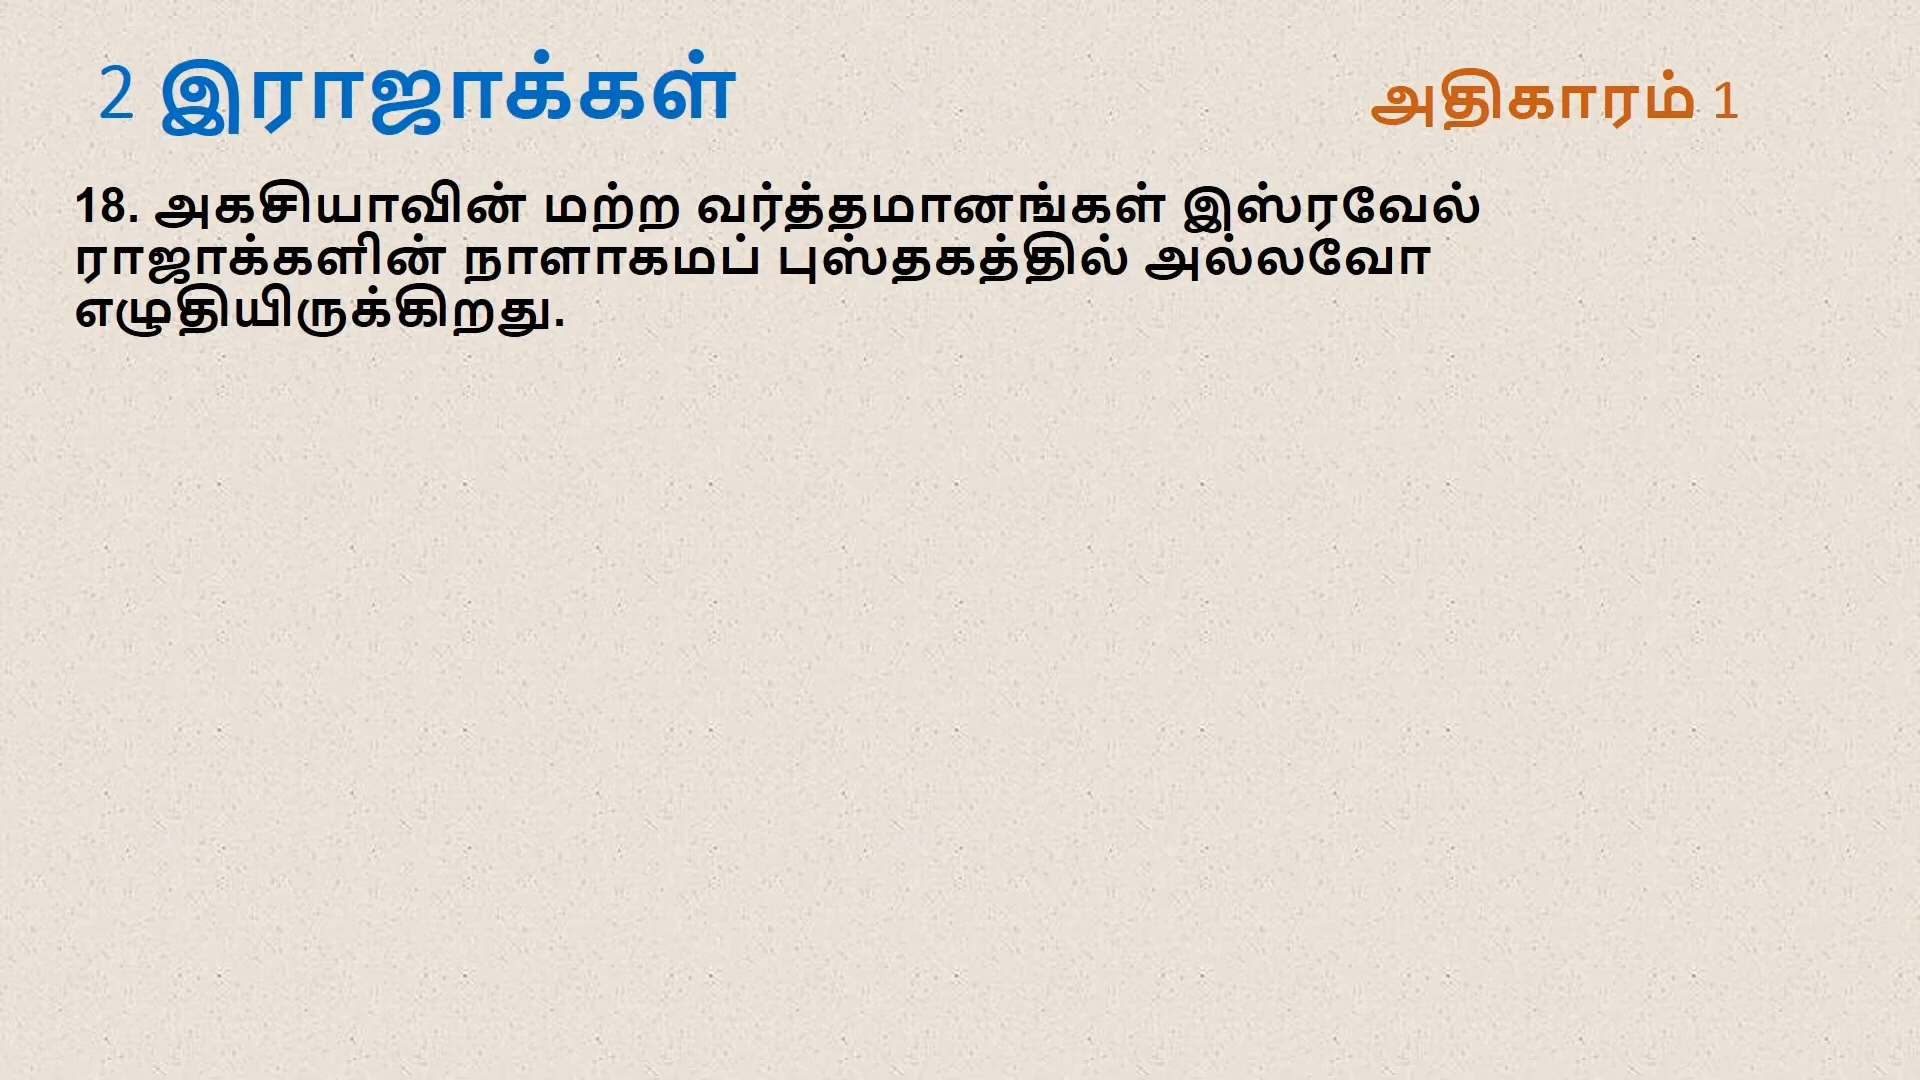 2 இராஜாக்கள்
அதிகாரம் 1
18. அகசியாவின் மற்ற வர்த்தமானங்கள் இஸ்ரவேல்
ராஜாக்களின் நாளாகமப் புஸ்தகத்தில் அல்லவோ
எழுதியிருக்கிறது.